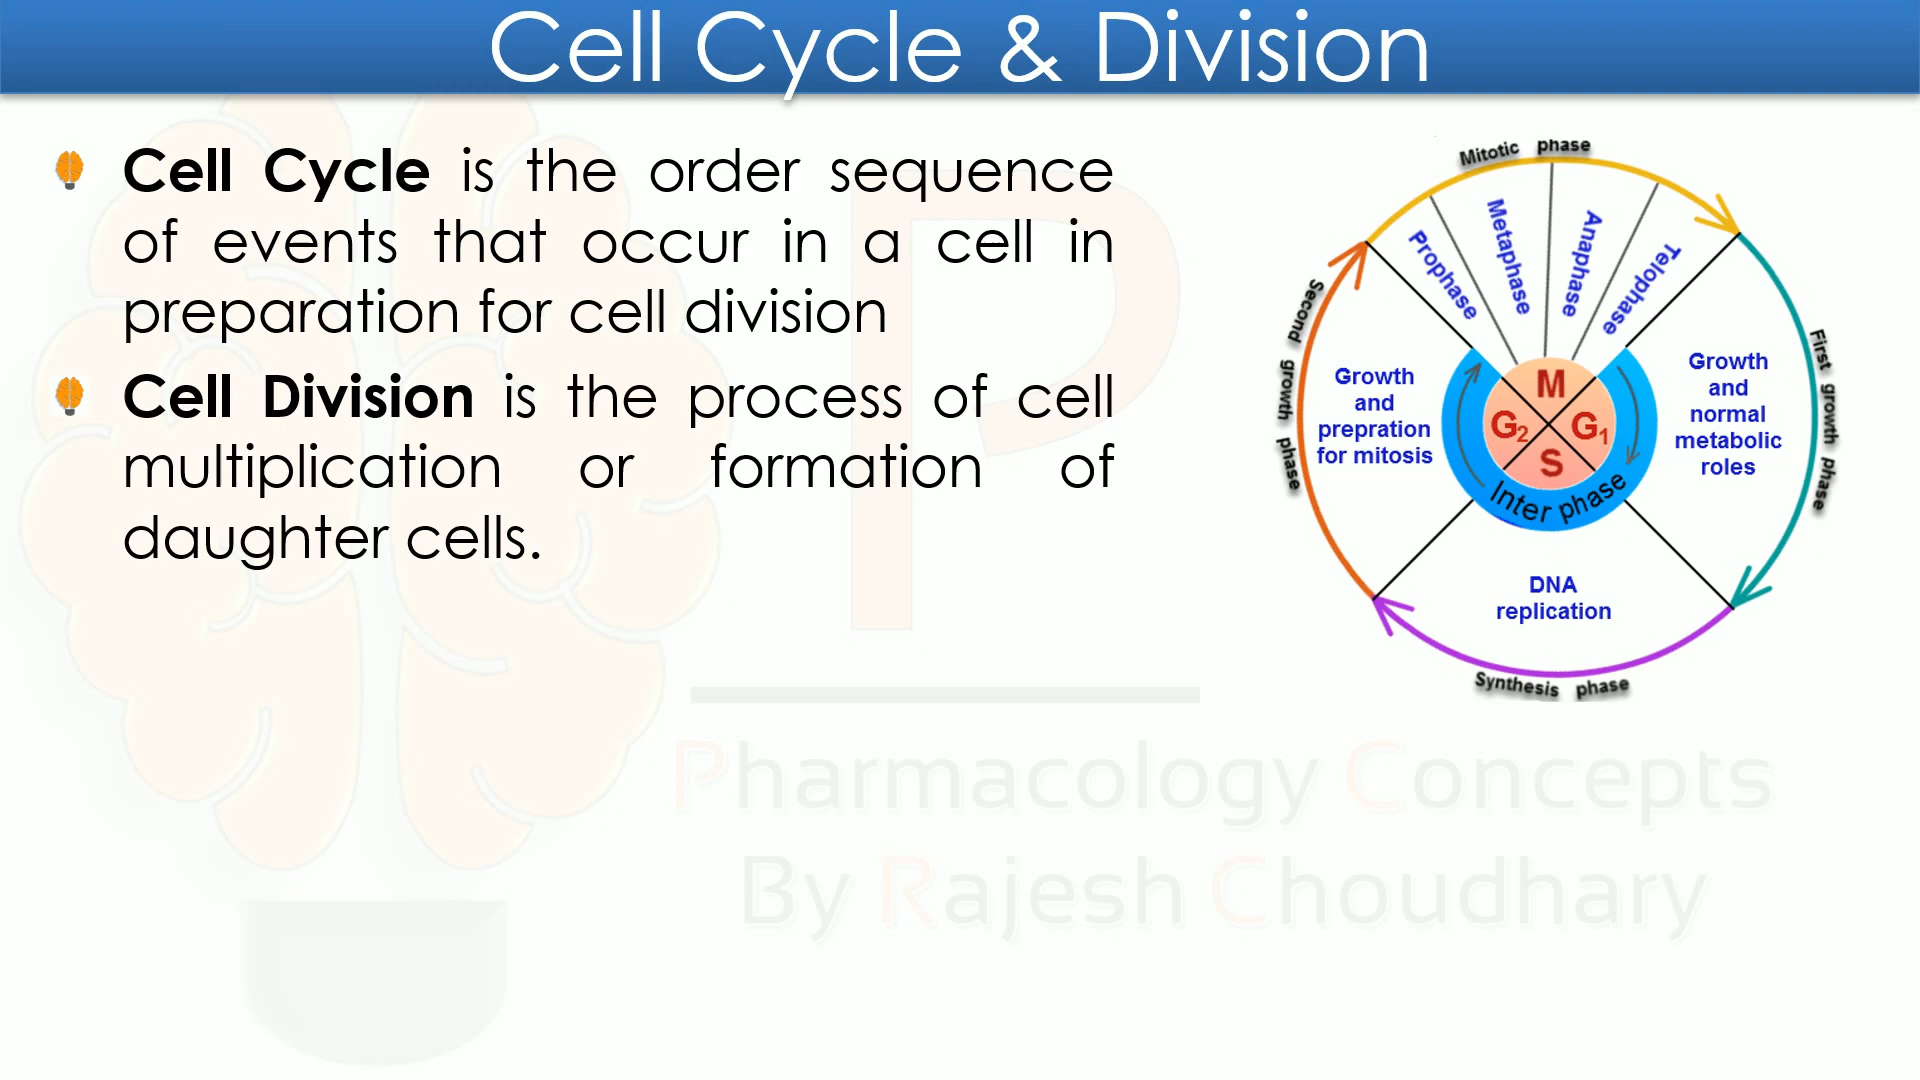 Cell Cycle & Division
Cell Cycle is the order sequence
of events that occur in a cell in
preparation for cell division
Cell Division is the process of cell
multiplication or formation of
daughter cells.
Mitotic phase
Prophase
Metaphase
Anaphase
Telophase
Second growth phase
First growth phase
Growth
and
prepration
for mitosis
Growth
and
normal
metabolic
roles
M
G2
G1
S
Inter phase
DNA
replication
Synthesis phase
P
Pharmacology Concepts
By Rajesh Choudhary